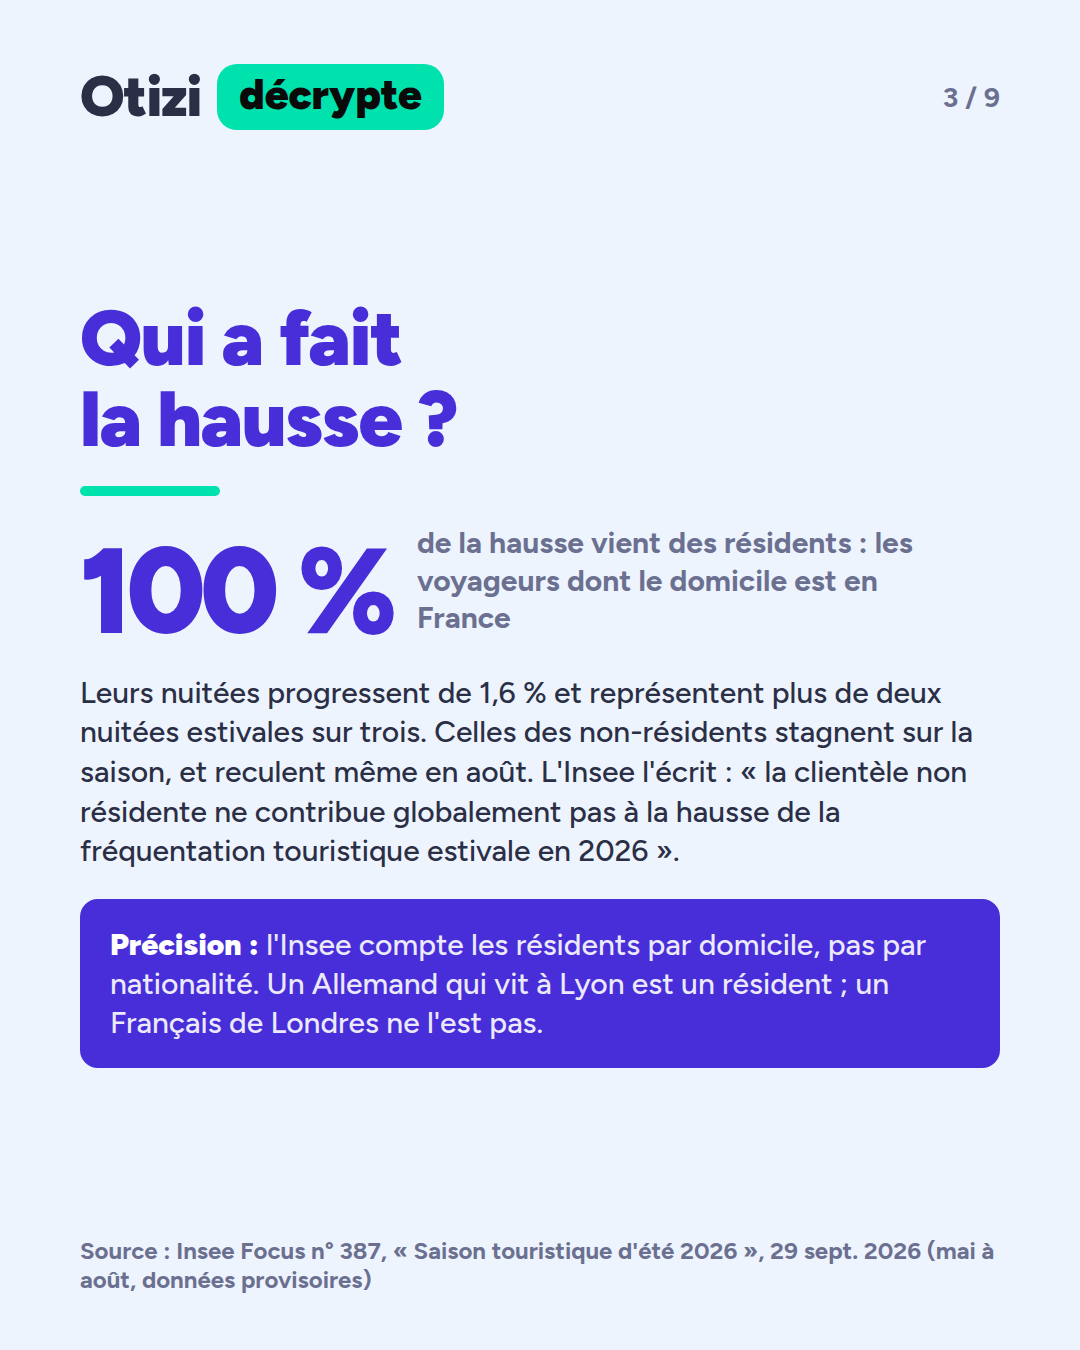 Otizi décrypte
3 / 9
Qui a fait
la hausse ?
100 %
de la hausse vient des résidents : les
voyageurs dont le domicile est en
France
Leurs nuitées progressent de 1,6 % et représentent plus de deux
nuitées estivales sur trois. Celles des non-résidents stagnent sur la
saison, et reculent même en août. L'Insee l'écrit : « la clientèle non
résidente ne contribue globalement pas à la hausse de la
fréquentation touristique estivale en 2026 ».
Précision : l'Insee compte les résidents par domicile, pas par
nationalité. Un Allemand qui vit à Lyon est un résident ; un
Français de Londres ne l'est pas.
Source : Insee Focus n° 387, « Saison touristique d'été 2026 », 29 sept. 2026 (mai à
août, données provisoires)